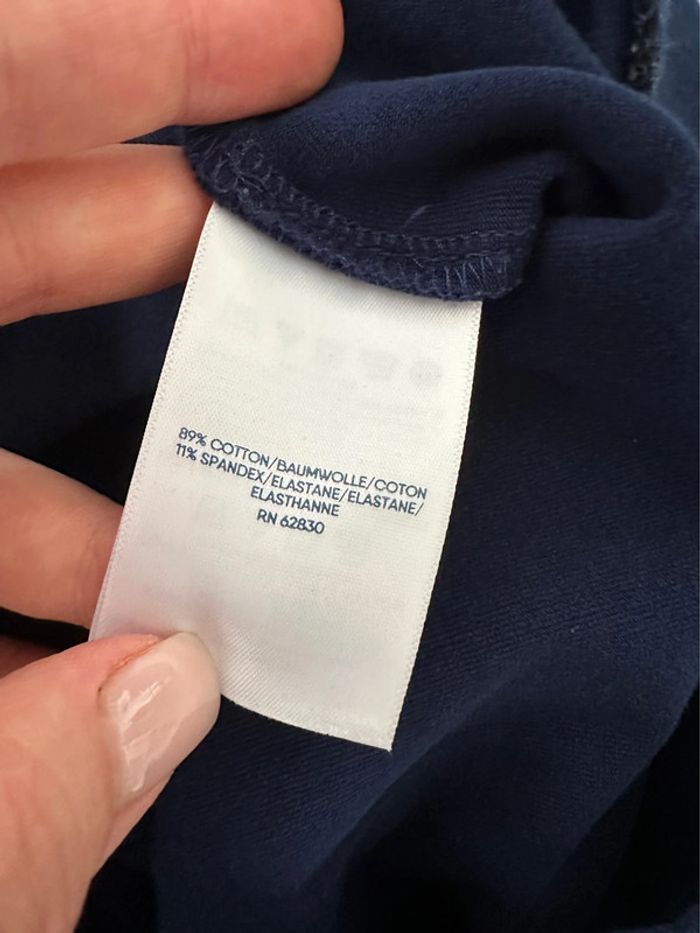 89% COTTON/BAUMWOLLE/COTON
11% SPANDEX/ELASTANE/ELASTANE/
ELASTHANNE
RN 62830